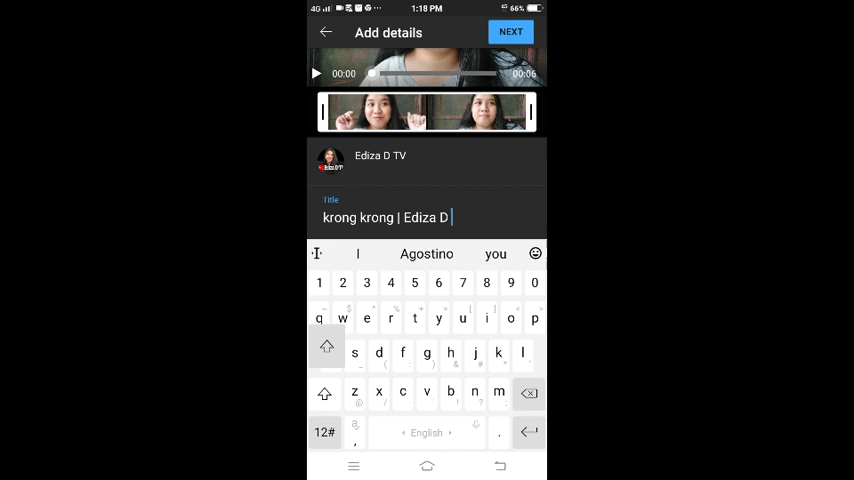 4G 1:18 PM 66%
Add details NEXT
00:00 00:06
Ediza D TV
Title
krong krong | Ediza D
I Agostino you
1 2 3 4 5 6 7 8 9 0
q w e r t y u i o p
s d f g h j k l
z x c v b n m
12# , English .